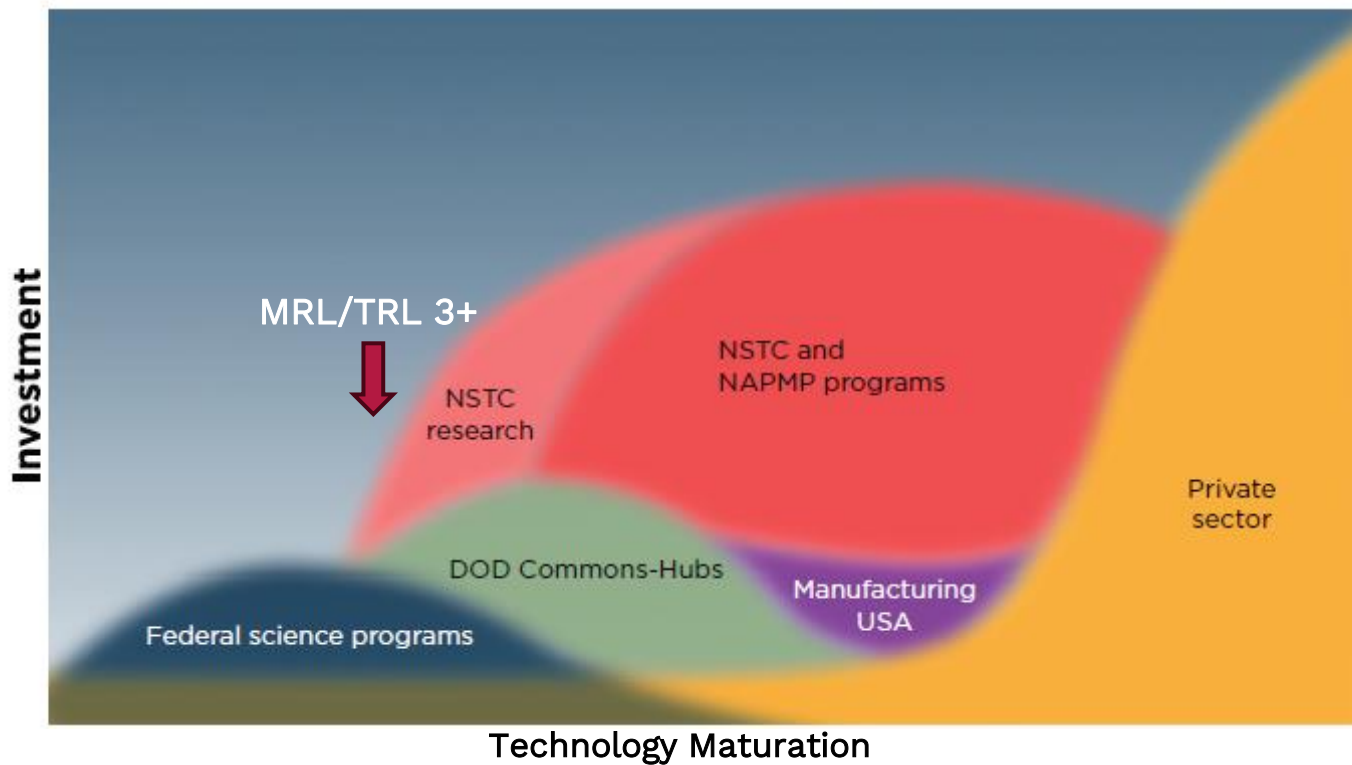 MRL/TRL 3+
NSTC and
NAPMP programs
NSTC
research
Investment
Private
sector
DOD Commons-Hubs
Manufacturing
USA
Federal science programs
Technology Maturation